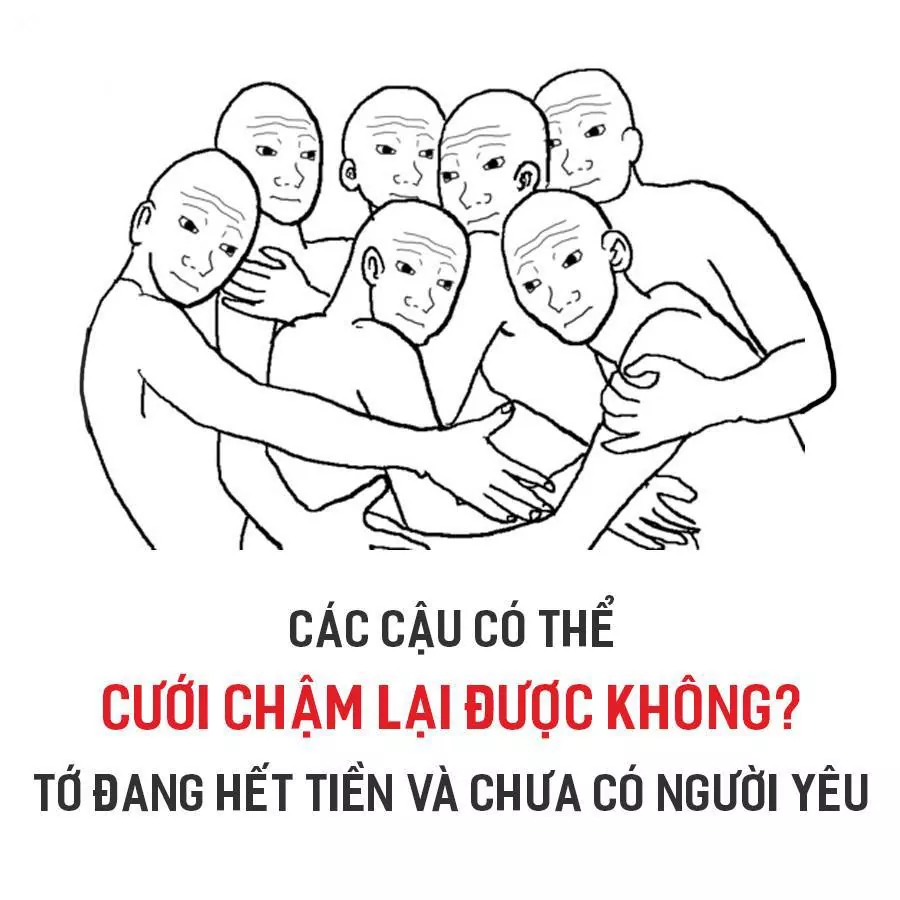 CÁC CẬU CÓ THỂ
CƯỚI CHẬM LẠI ĐƯỢC KHÔNG?
TỚ ĐANG HẾT TIỀN VÀ CHƯA CÓ NGƯỜI YÊU